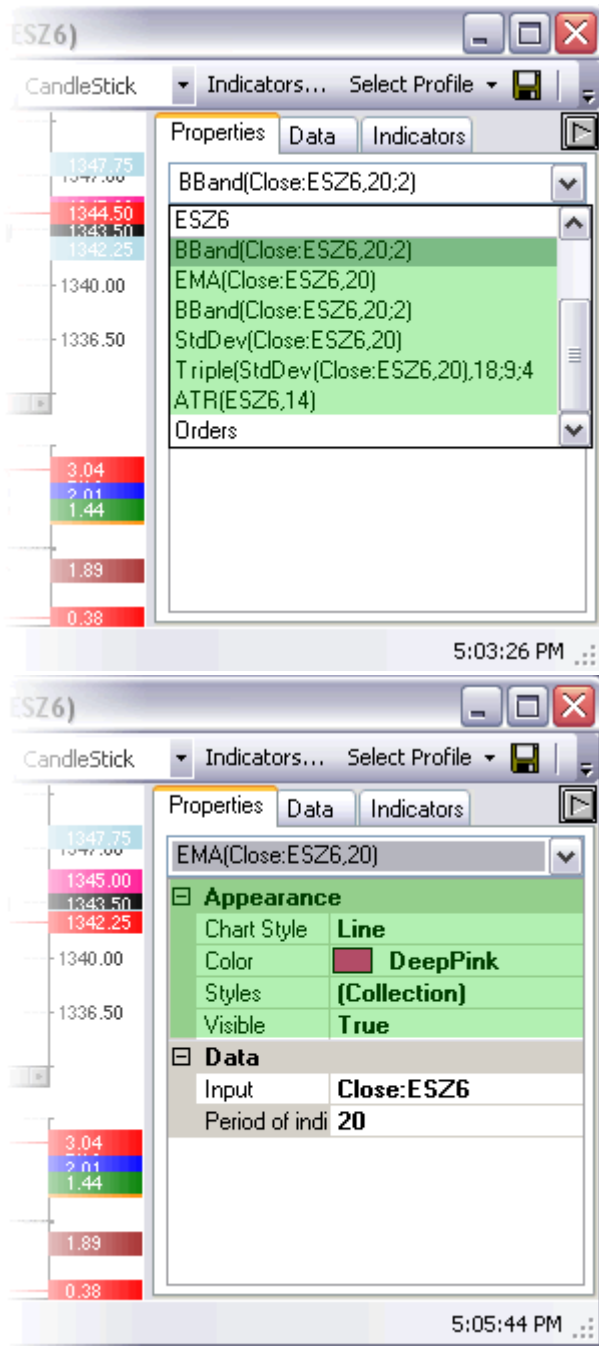 ESZ6)
CandleStick Indicators... Select Profile
Properties Data Indicators
1347.75
BBand(Close:ESZ6,20;2)
1344.50
ESZ6
1343.50
1342.25
BBand(Close:ESZ6,20;2)
1340.00
EMA(Close:ESZ6,20)
BBand(Close:ESZ6,20;2)
1336.50
StdDev(Close:ESZ6,20)
Triple(StdDev(Close:ESZ6,20),18;9;4
ATR(ESZ6,14)
Orders
3.04
2.01
1.44
1.89
0.38
5:03:26 PM
ESZ6)
CandleStick Indicators... Select Profile
Properties Data Indicators
1347.75
EMA(Close:ESZ6,20)
1345.00
Appearance
1343.50
1342.25
Chart Style Line
1340.00
Color DeepPink
Styles (Collection)
1336.50
Visible True
Data
Input Close:ESZ6
Period of indi 20
3.04
2.01
1.44
1.89
0.38
5:05:44 PM